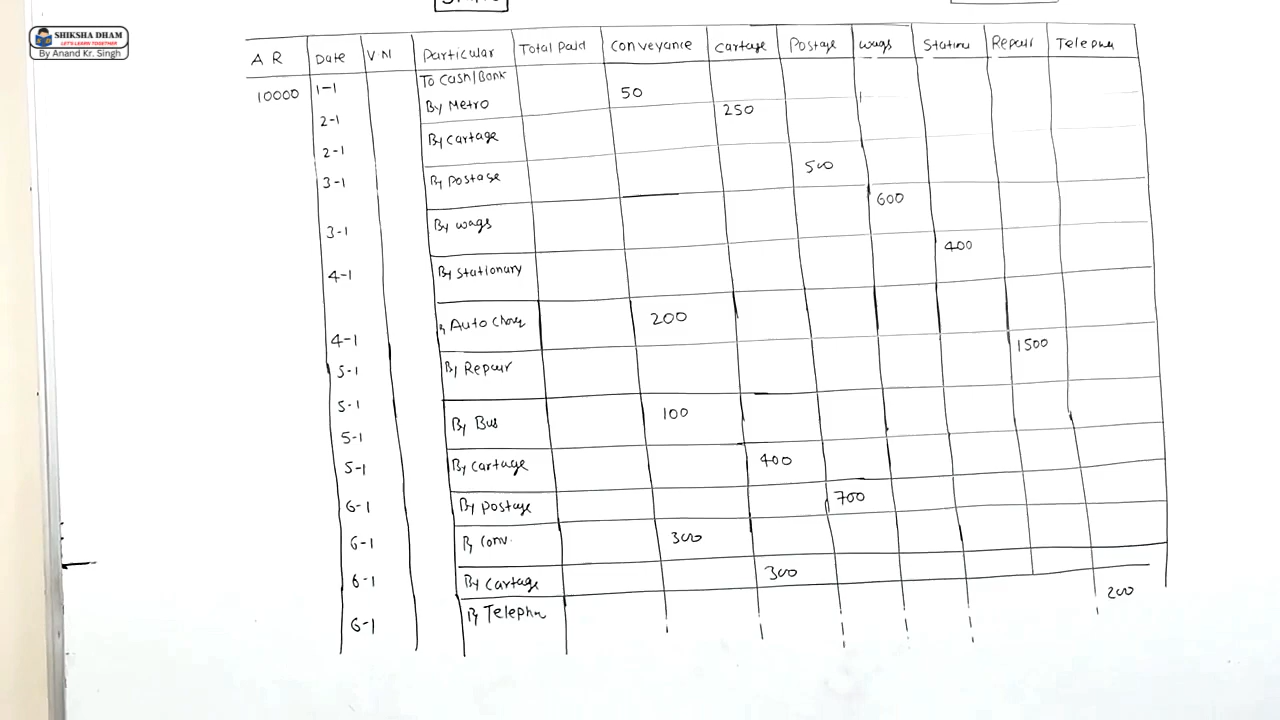 SHIKSHA DHAM
LET'S LEARN TOGETHER
By Anand Kr. Singh
A R Date V N Particular Total Paid Conveyance Cartage Postage Wags Station Repair Telephn
10000 1-1 To Cash/Bank
2-1 By Metro 50
2-1 By Cartage 250
3-1 By Postage 500
3-1 By Wags 600
4-1 By Stationary 400
4-1 Auto 200
5-1 By Repair 1500
5-1 By Bus 100
5-1 By Cartage 400
5-1 By Postage 700
6-1 By Conv. 300
6-1 By Cartage 300
6-1 By Telephn 200
6-1